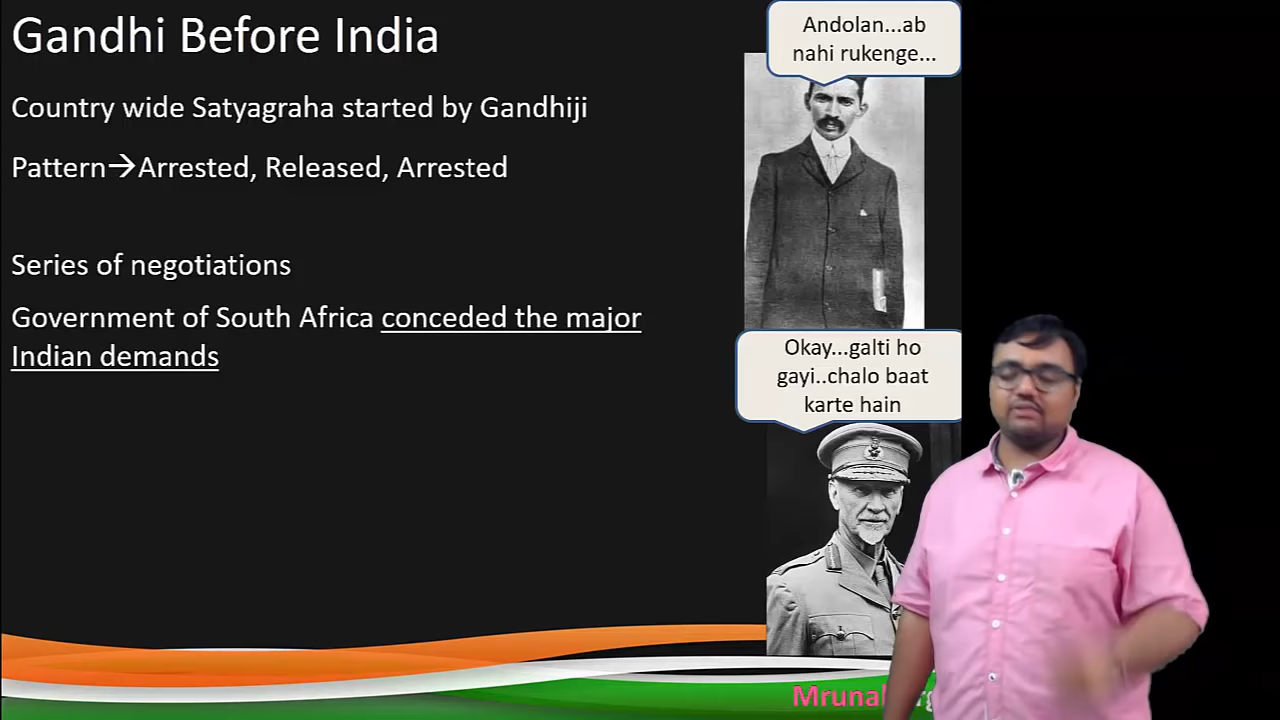 Gandhi Before India
Country wide Satyagraha started by Gandhiji
Pattern→Arrested, Released, Arrested
Series of negotiations
Government of South Africa conceded the major
Indian demands
Andolan...ab
nahi rukenge...
Okay...galti ho
gayi..chalo baat
karte hain
Mrunal